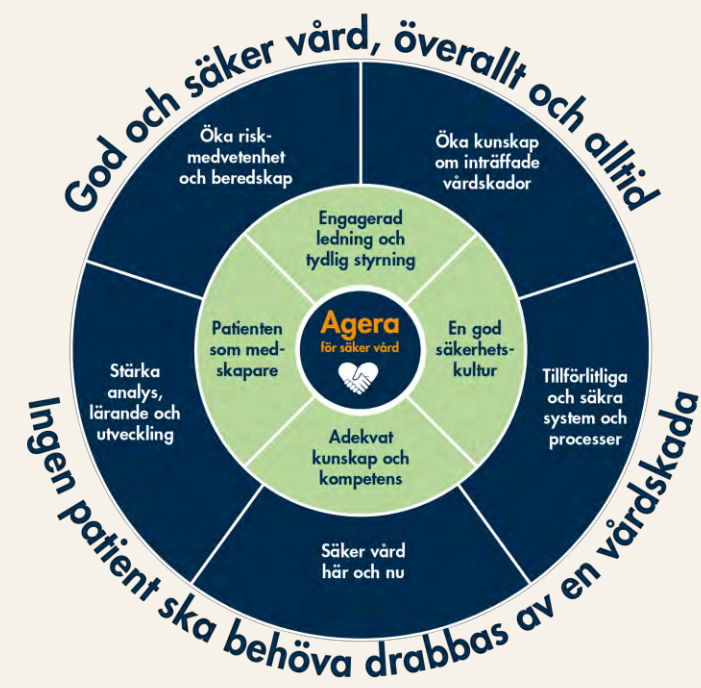 God och säker vård, överallt och alltid
Öka risk-
medvetenhet
och beredskap
Öka kunskap
om inträffade
vårdskador
Engagerad
ledning och
tydlig styrning
Patienten
som med-
skapare
Agera
för säker vård
En god
säkerhets-
kultur
Stärka
analys,
lärande och
utveckling
Tillförlitliga
och säkra
system och
processer
Adekvat
kunskap och
kompetens
Säker vård
här och nu
Ingen patient ska behöva drabbas av en vårdskada